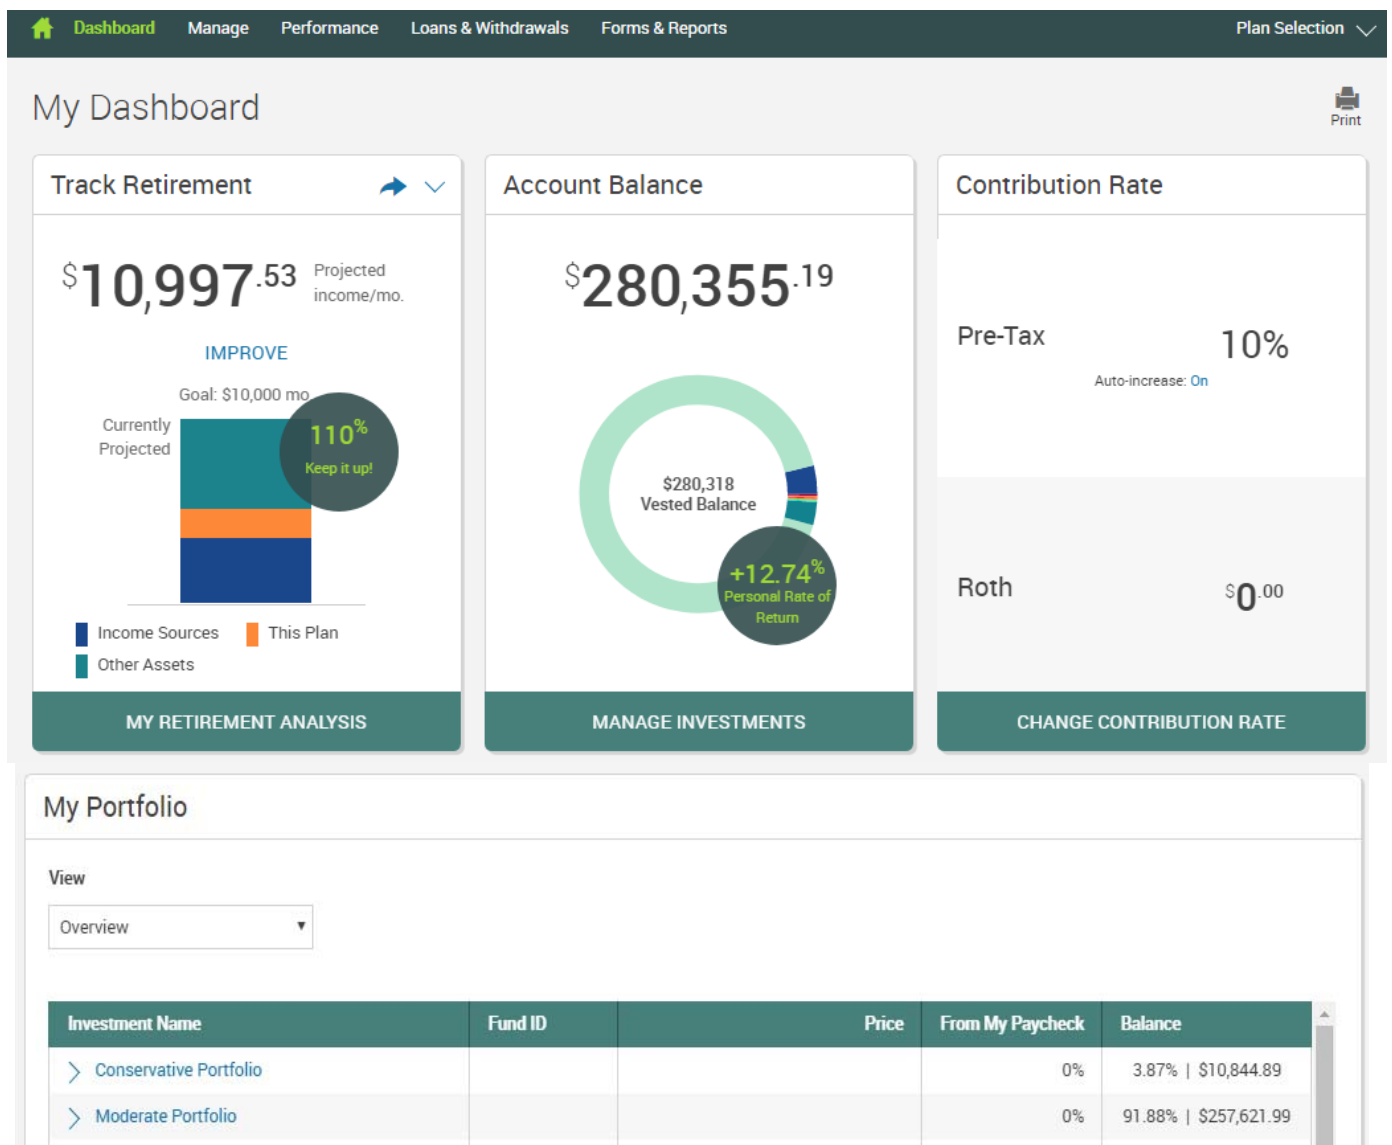 Dashboard Manage Performance Loans & Withdrawals Forms & Reports Plan Selection
My Dashboard
Print
Track Retirement
$10,997.53 Projected income/mo.
IMPROVE
Goal: $10,000 mo
Currently
Projected
110%
Keep it up!
Income Sources This Plan
Other Assets
MY RETIREMENT ANALYSIS
Account Balance
$280,355.19
$280,318
Vested Balance
+12.74%
Personal Rate of
Return
MANAGE INVESTMENTS
Contribution Rate
Pre-Tax 10%
Auto-increase: On
Roth $0.00
CHANGE CONTRIBUTION RATE
My Portfolio
View
Overview
Investment Name Fund ID Price From My Paycheck Balance
Conservative Portfolio 0% 3.87% | $10,844.89
Moderate Portfolio 0% 91.88% | $257,621.99